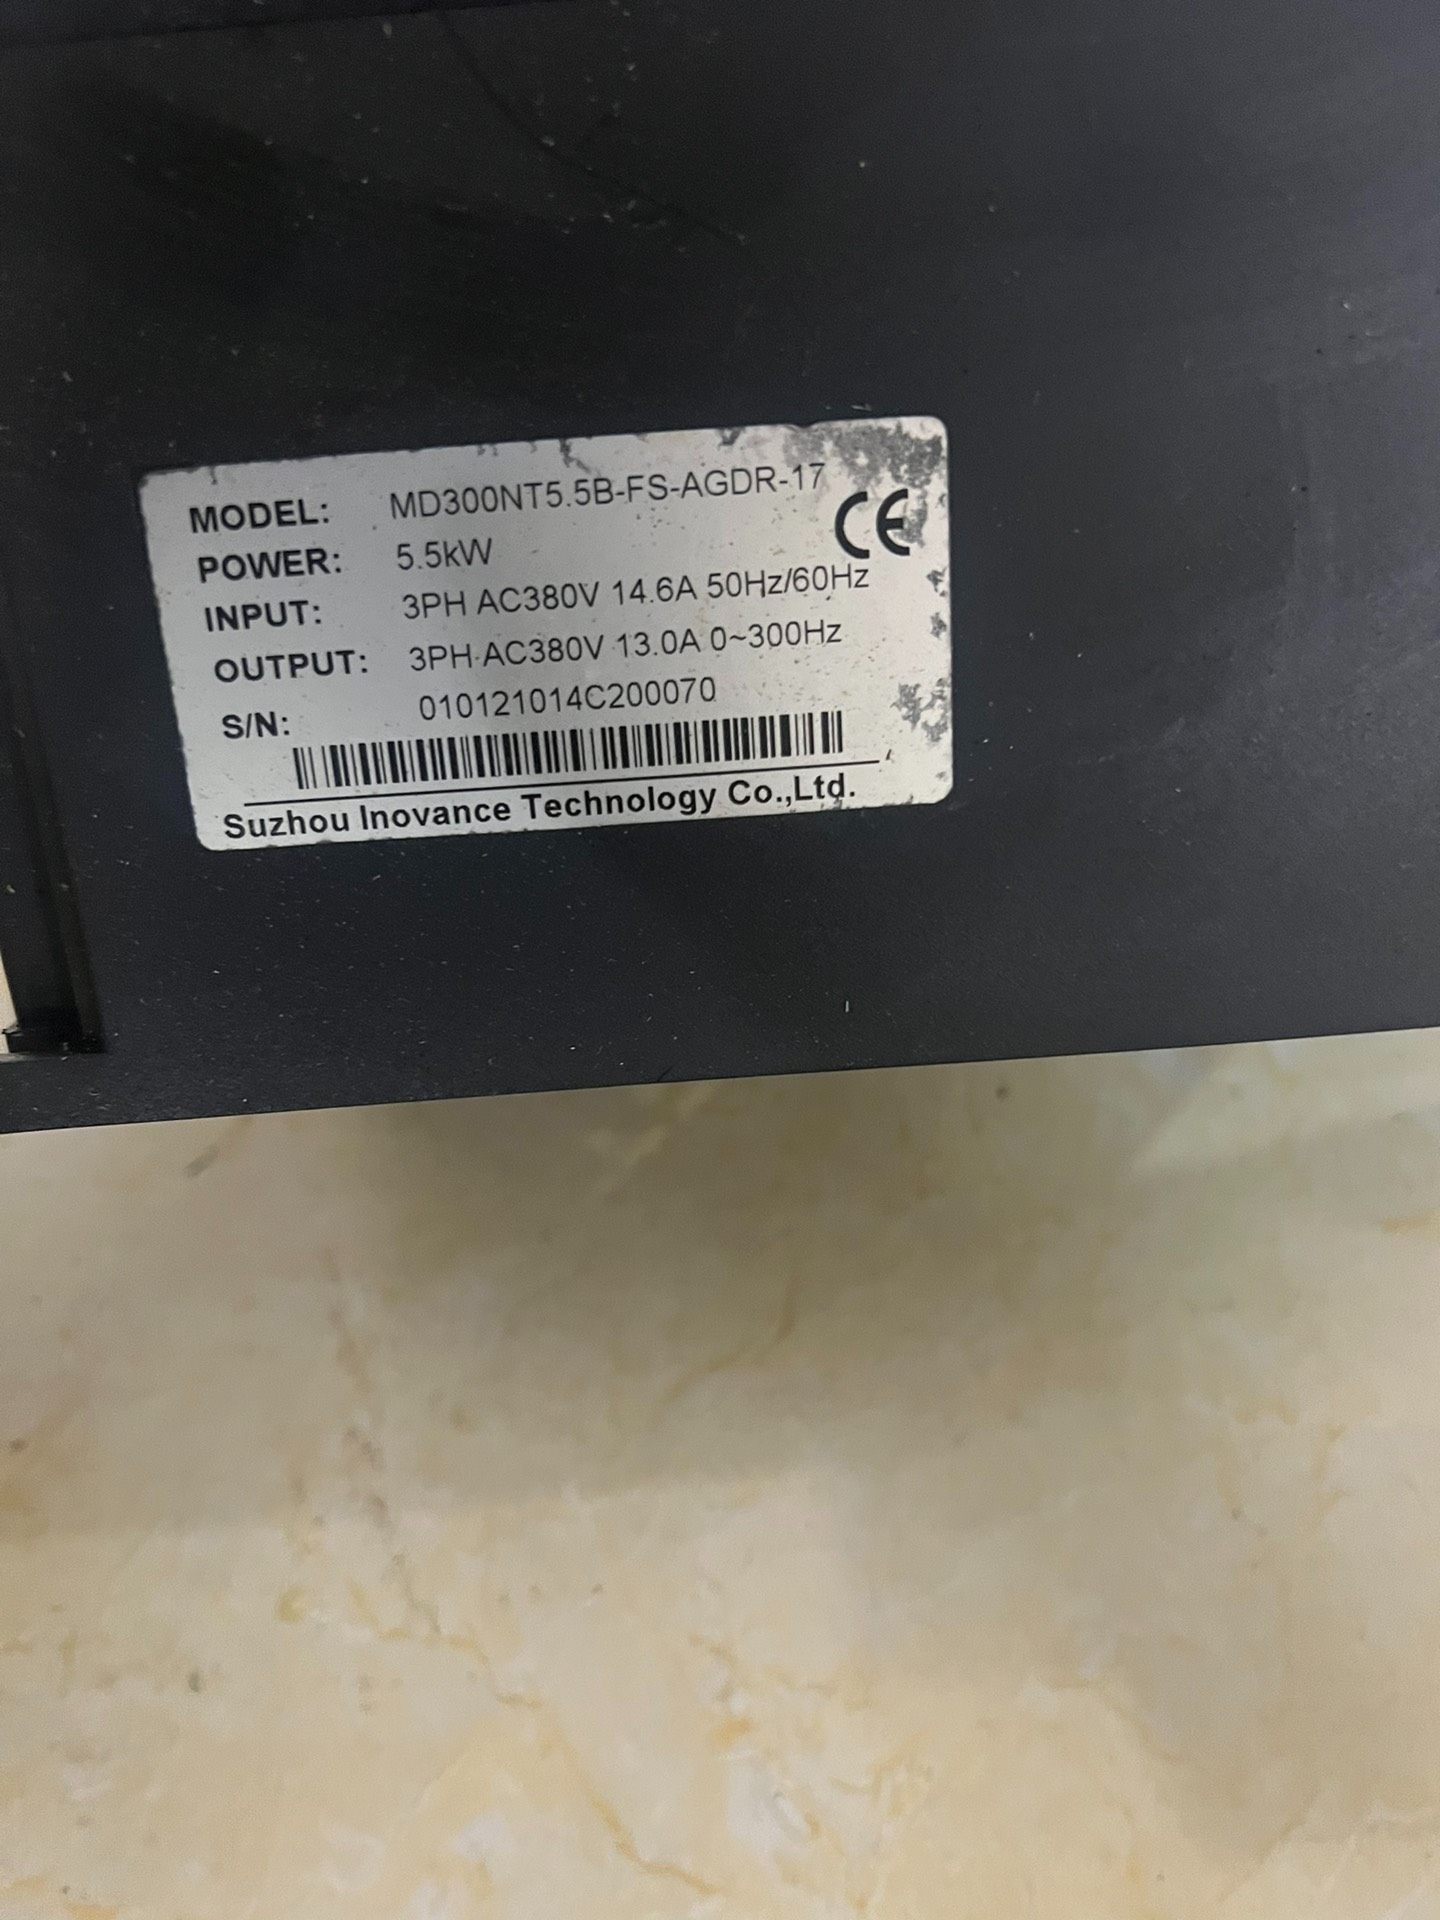 MODEL: MD300NT5.5B-FS-AGDR-17
POWER: 5.5kW
CE
INPUT: 3PH AC380V 14.6A 50Hz/60Hz
OUTPUT: 3PH AC380V 13.0A 0~300Hz
S/N: 010121014C200070
Suzhou Inovance Technology Co.,Ltd.